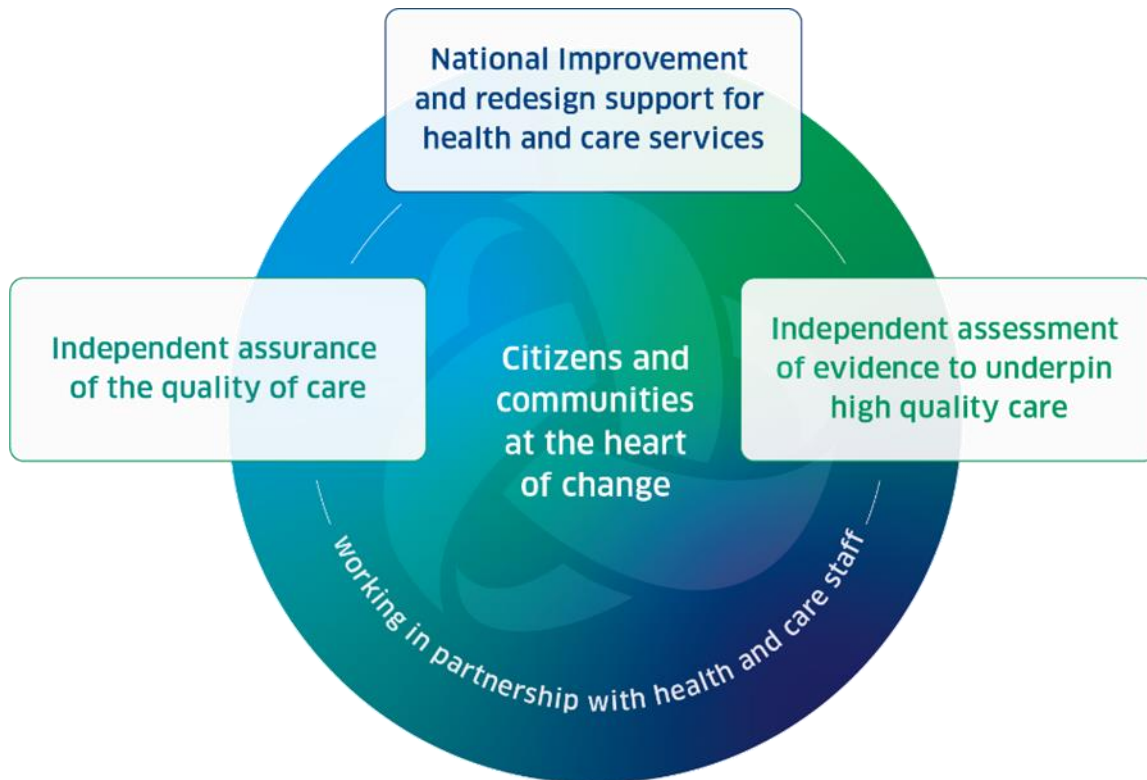 National Improvement
and redesign support for
health and care services
Independent assurance
of the quality of care
Citizens and
communities
at the heart
of change
Independent assessment
of evidence to underpin
high quality care
working in partnership with health and care staff